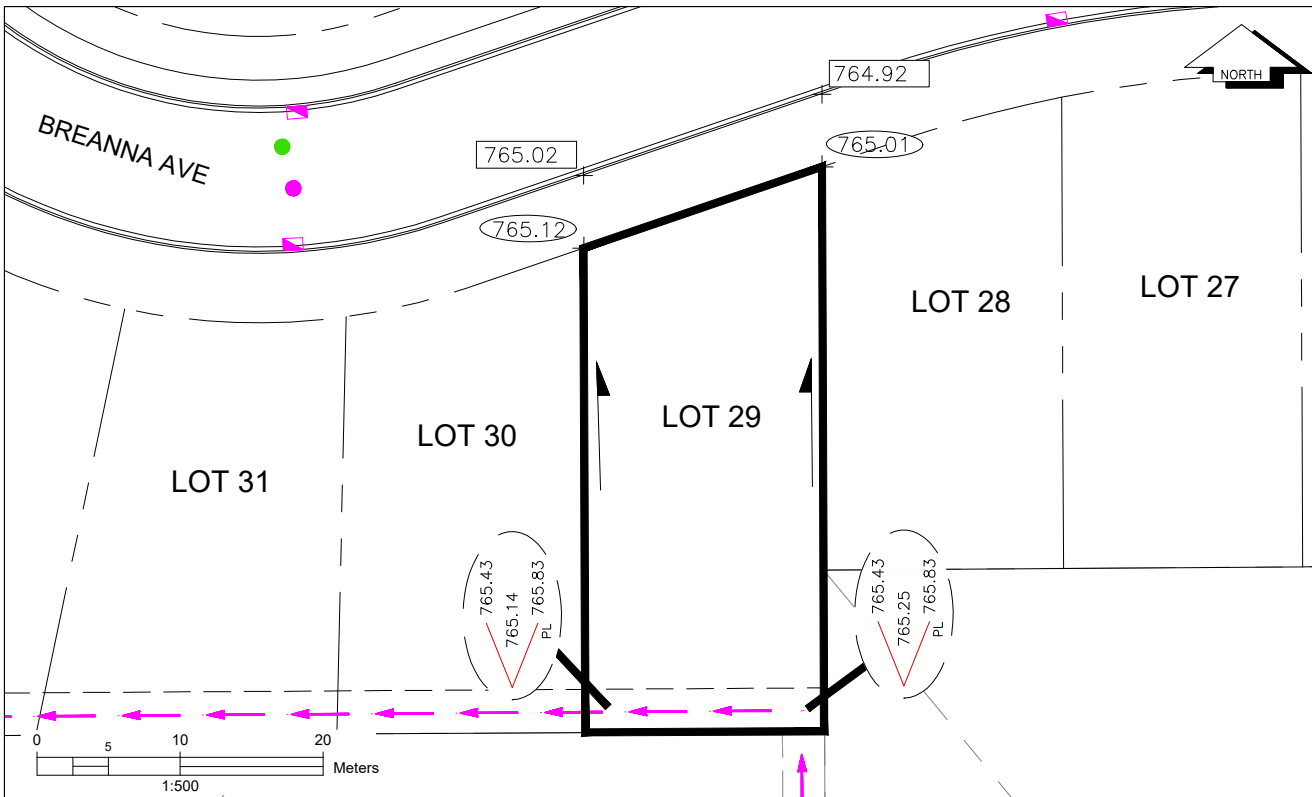 764.92
NORTH
BREANNA AVE
765.02
765.01
765.12
LOT 27
LOT 28
LOT 29
LOT 30
LOT 31
765.43
765.14
765.83
PL
765.43
765.25
765.83
PL
0 5 10 20
Meters
1:500